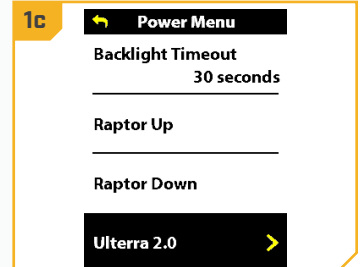 1c
Power Menu
Backlight Timeout
30 seconds
Raptor Up
Raptor Down
Ulterra 2.0